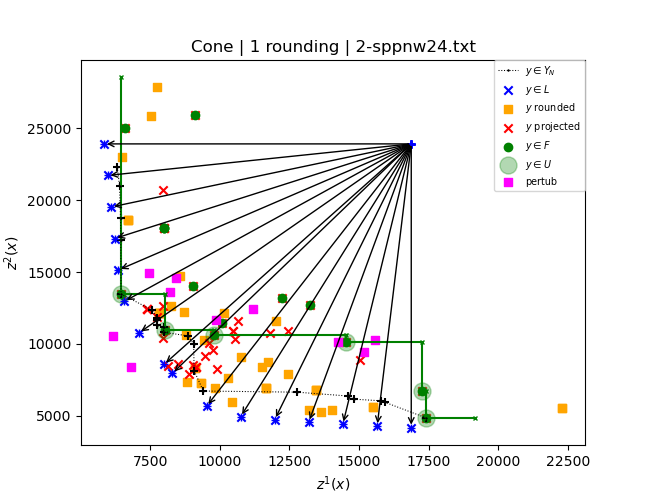 Cone | 1 rounding | 2-sppnw24.txt
y ∈ Y_N
y ∈ L
y rounded
y projected
y ∈ F
y ∈ U
pertub
z²(x)
25000
20000
15000
10000
5000
7500 10000 12500 15000 17500 20000 22500
z¹(x)